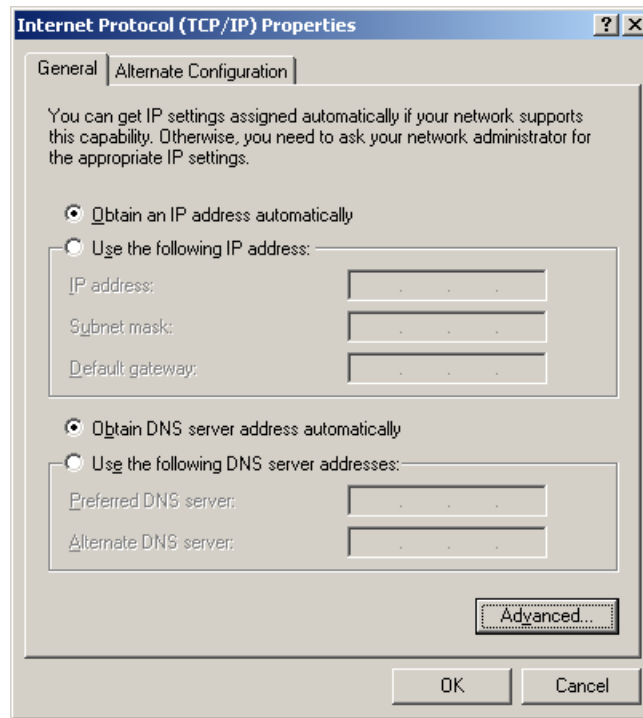 Internet Protocol (TCP/IP) Properties
General
Alternate Configuration
You can get IP settings assigned automatically if your network supports
this capability. Otherwise, you need to ask your network administrator for
the appropriate IP settings.
Obtain an IP address automatically
Use the following IP address:
IP address:
Subnet mask:
Default gateway:
Obtain DNS server address automatically
Use the following DNS server addresses:
Preferred DNS server:
Alternate DNS server:
Advanced...
OK
Cancel